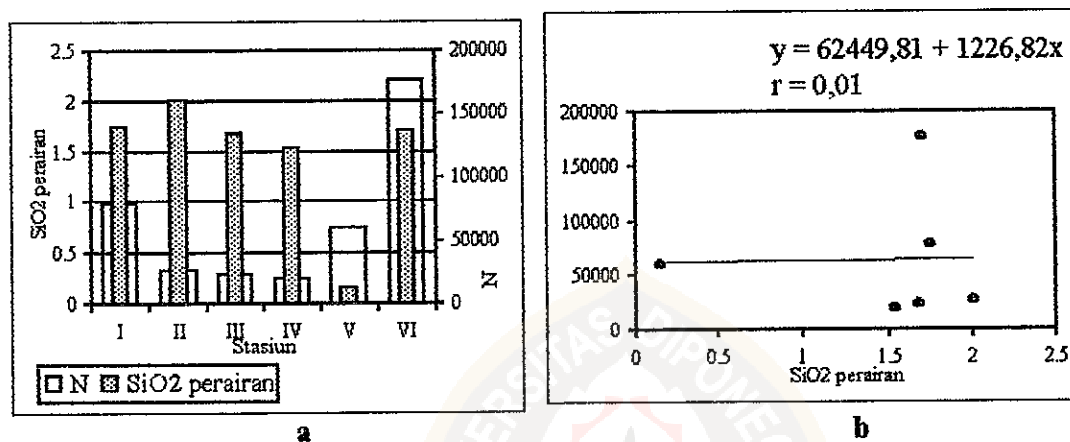 2.5
2
1.5
1
0.5
0
SiO2 perairan
200000
150000
100000
50000
0
N
I II III IV V VI
Stasiun
N SiO2 perairan
a
y = 62449,81 + 1226,82x
r = 0,01
200000
150000
100000
50000
0
0 0.5 1 1.5 2 2.5
SiO2 perairan
b